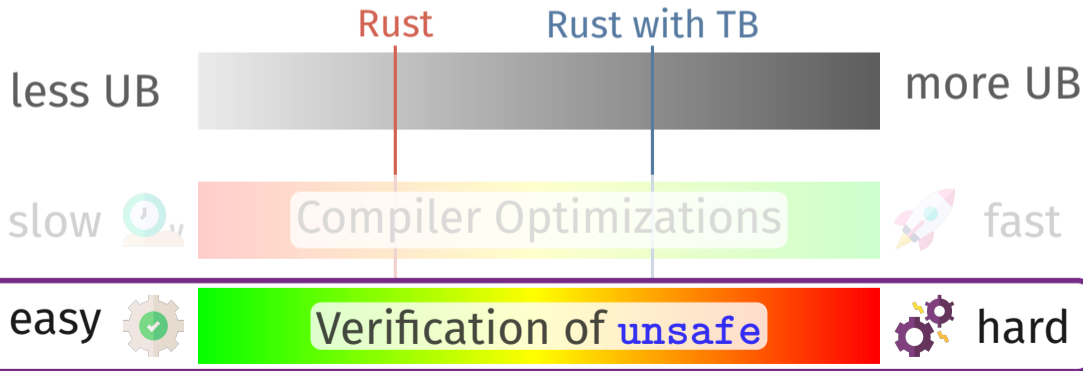 Rust Rust with TB
less UB more UB
slow Compiler Optimizations fast
easy Verification of unsafe hard